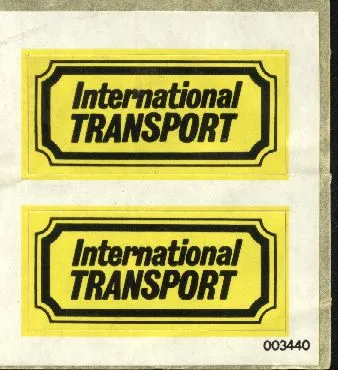 International
TRANSPORT
International
TRANSPORT
003440